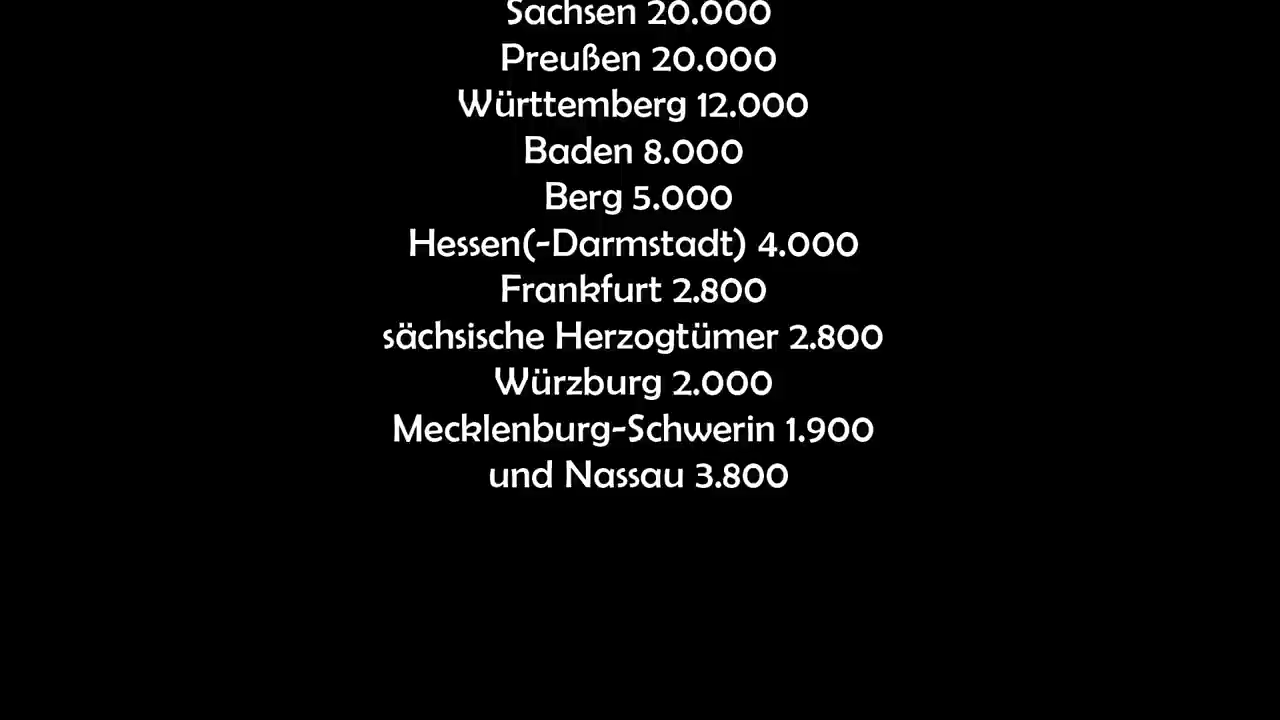 Sachsen 20.000
Preußen 20.000
Württemberg 12.000
Baden 8.000
Berg 5.000
Hessen(-Darmstadt) 4.000
Frankfurt 2.800
sächsische Herzogtümer 2.800
Würzburg 2.000
Mecklenburg-Schwerin 1.900
und Nassau 3.800